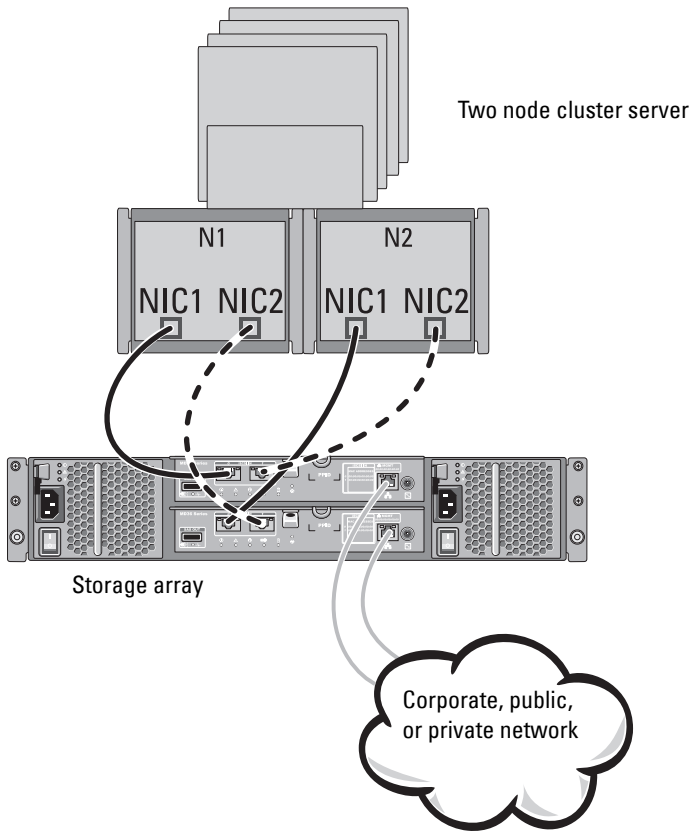 Two node cluster server
N1
N2
NIC1 NIC2
NIC1 NIC2
Storage array
Corporate, public,
or private network